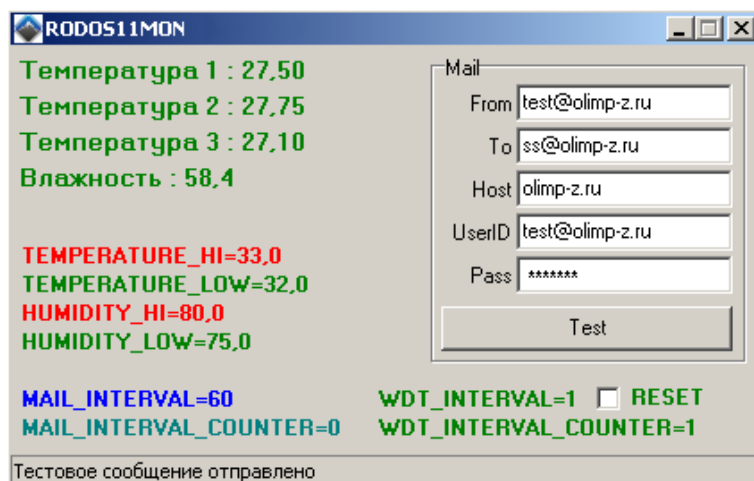 RODOS11MON
Температура 1 : 27,50
Температура 2 : 27,75
Температура 3 : 27,10
Влажность : 58,4
TEMPERATURE_HI=33,0
TEMPERATURE_LOW=32,0
HUMIDITY_HI=80,0
HUMIDITY_LOW=75,0
Mail
From test@olimp-z.ru
To ss@olimp-z.ru
Host olimp-z.ru
UserID test@olimp-z.ru
Pass *******
Test
MAIL_INTERVAL=60
MAIL_INTERVAL_COUNTER=0
WDT_INTERVAL=1 RESET
WDT_INTERVAL_COUNTER=1
Тестовое сообщение отправлено